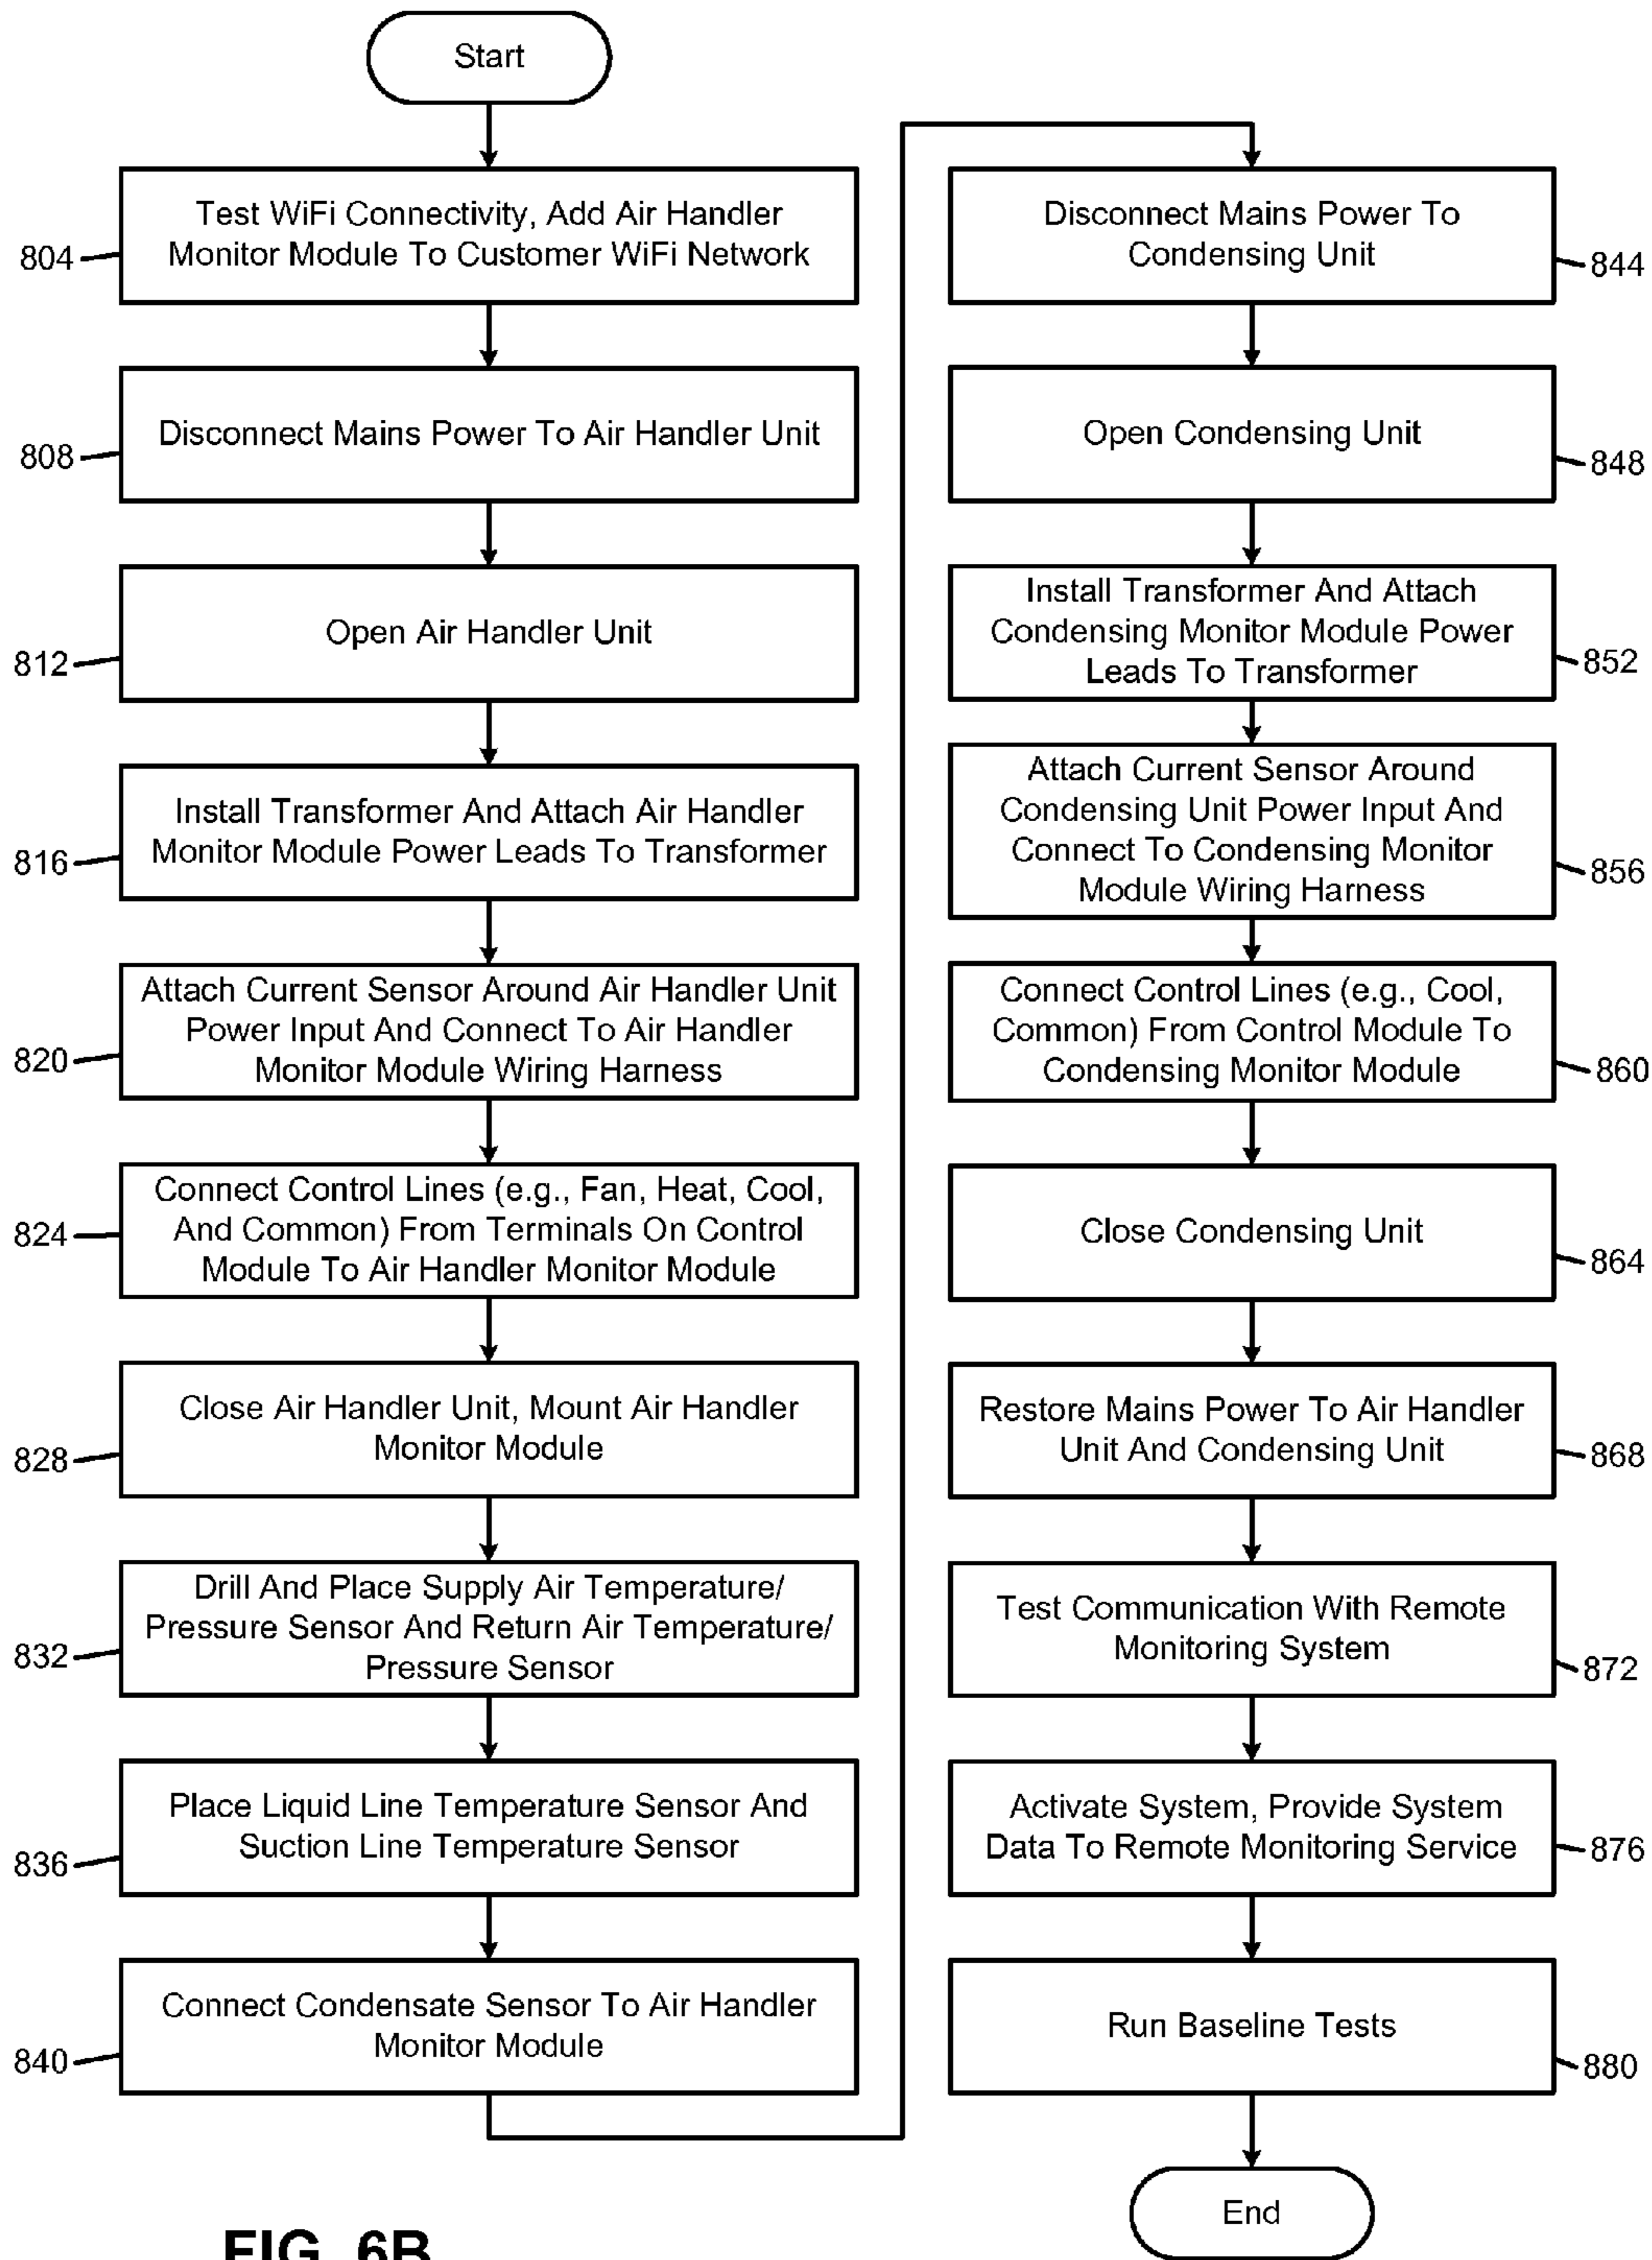 Start
Test WiFi Connectivity, Add Air Handler
Monitor Module To Customer WiFi Network
804
Disconnect Mains Power To Air Handler Unit
808
Open Air Handler Unit
812
Install Transformer And Attach Air Handler
Monitor Module Power Leads To Transformer
816
Attach Current Sensor Around Air Handler Unit
Power Input And Connect To Air Handler
Monitor Module Wiring Harness
820
Connect Control Lines (e.g., Fan, Heat, Cool,
And Common) From Terminals On Control
Module To Air Handler Monitor Module
824
Close Air Handler Unit, Mount Air Handler
Monitor Module
828
Drill And Place Supply Air Temperature/
Pressure Sensor And Return Air Temperature/
Pressure Sensor
832
Place Liquid Line Temperature Sensor And
Suction Line Temperature Sensor
836
Connect Condensate Sensor To Air Handler
Monitor Module
840
Disconnect Mains Power To
Condensing Unit
844
Open Condensing Unit
848
Install Transformer And Attach
Condensing Monitor Module Power
Leads To Transformer
852
Attach Current Sensor Around
Condensing Unit Power Input And
Connect To Condensing Monitor
Module Wiring Harness
856
Connect Control Lines (e.g., Cool,
Common) From Control Module To
Condensing Monitor Module
860
Close Condensing Unit
864
Restore Mains Power To Air Handler
Unit And Condensing Unit
868
Test Communication With Remote
Monitoring System
872
Activate System, Provide System
Data To Remote Monitoring Service
876
Run Baseline Tests
880
End
FIG. 6B